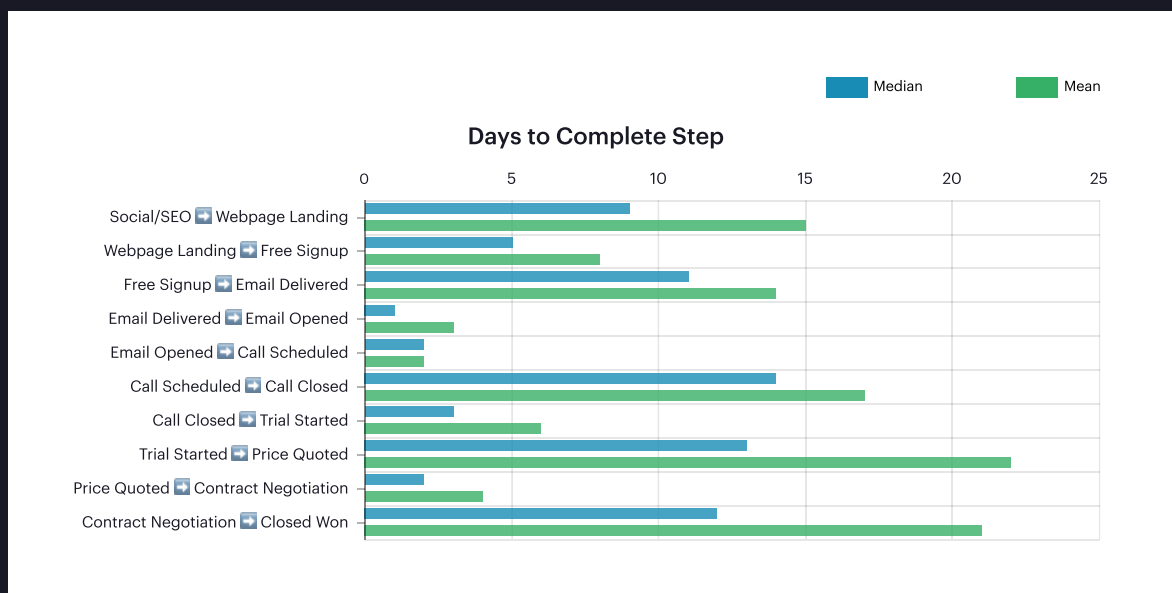 Median Mean
Days to Complete Step
0 5 10 15 20 25
Social/SEO ➡️ Webpage Landing
Webpage Landing ➡️ Free Signup
Free Signup ➡️ Email Delivered
Email Delivered ➡️ Email Opened
Email Opened ➡️ Call Scheduled
Call Scheduled ➡️ Call Closed
Call Closed ➡️ Trial Started
Trial Started ➡️ Price Quoted
Price Quoted ➡️ Contract Negotiation
Contract Negotiation ➡️ Closed Won